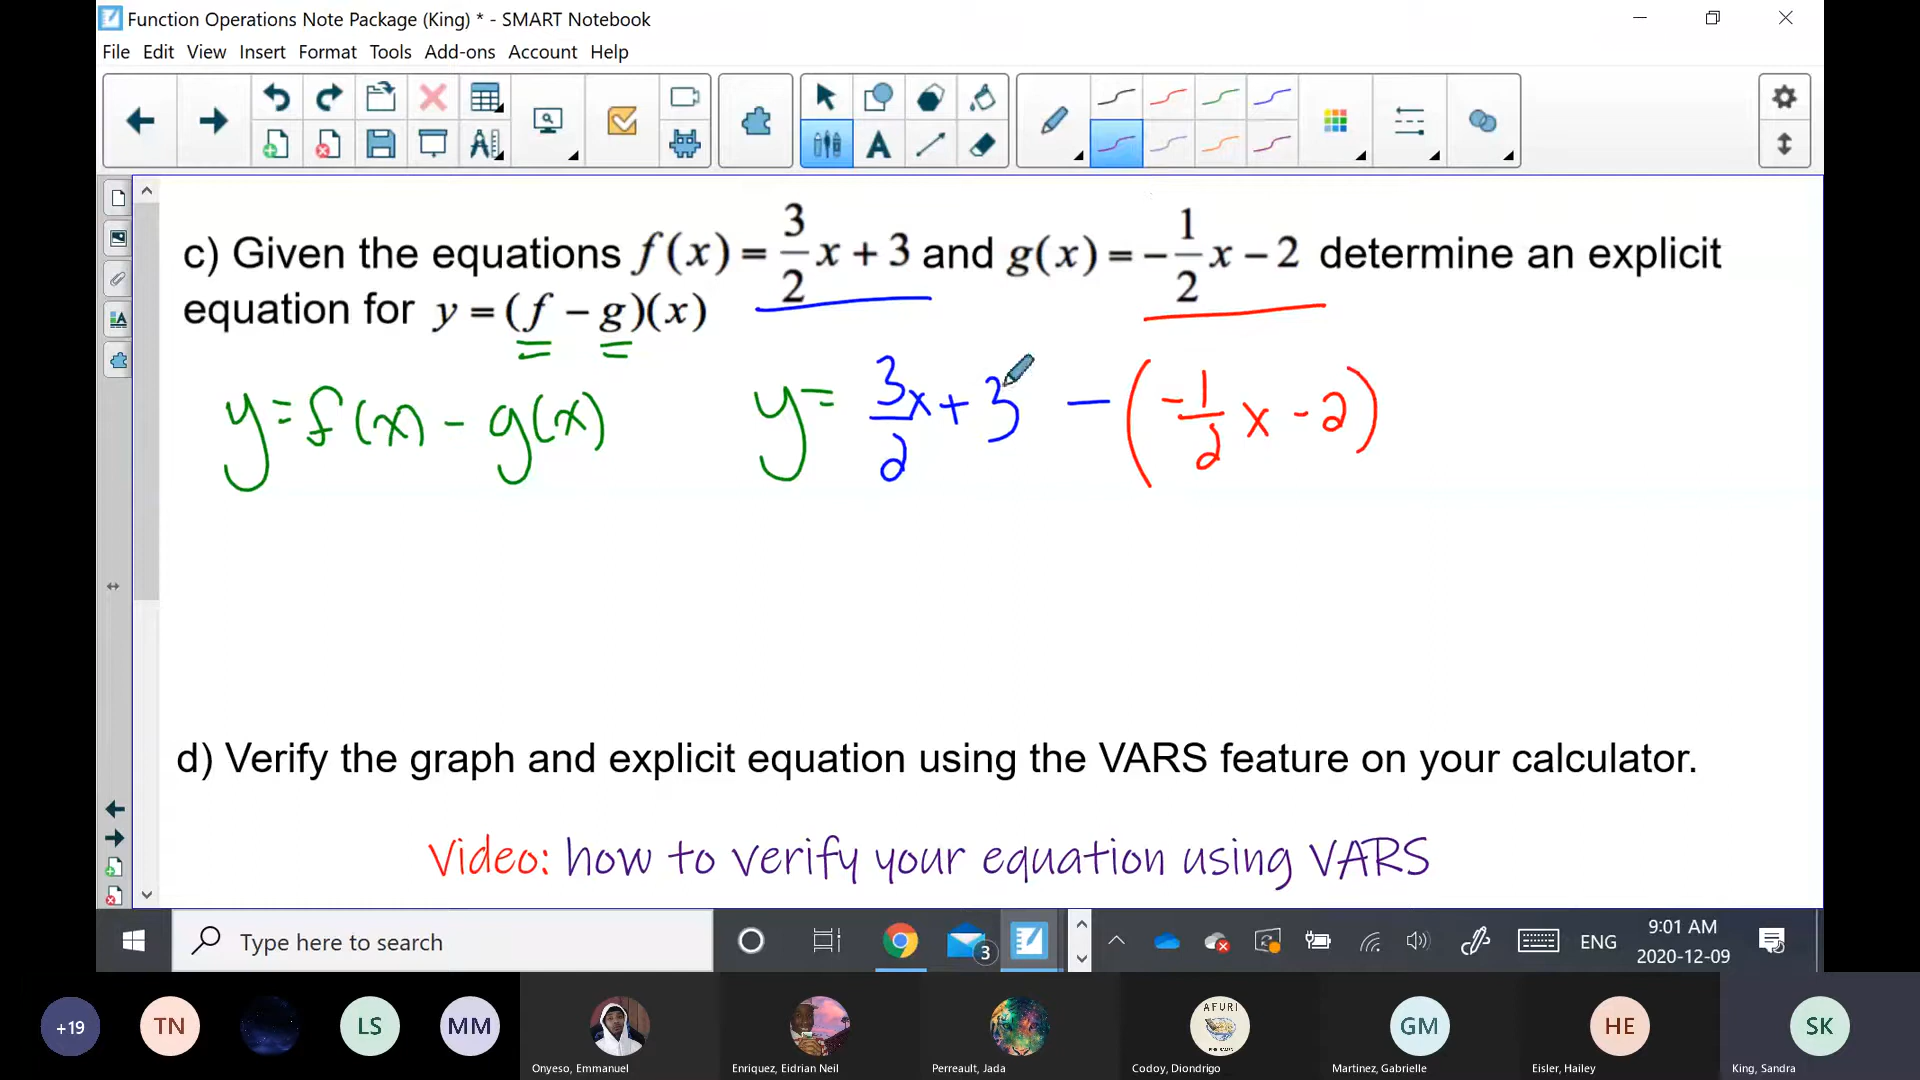 Function Operations Note Package (King) * - SMART Notebook
File Edit View Insert Format Tools Add-ons Account Help
c) Given the equations f(x) = 3/2 x + 3 and g(x) = -1/2 x - 2 determine an explicit
equation for y = (f - g)(x)
y = f(x) - g(x)
y = 3x/2 + 3 - (-1/2 x - 2)
d) Verify the graph and explicit equation using the VARS feature on your calculator.
Video: how to verify your equation using VARS
Type here to search
3
ENG
9:01 AM
2020-12-09
+19
TN
LS
MM
AFURI
GM
HE
SK
Onyeso, Emmanuel
Enriquez, Eidrian Neil
Perreault, Jada
Codoy, Diondrigo
Martinez, Gabrielle
Eisler, Hailey
King, Sandra